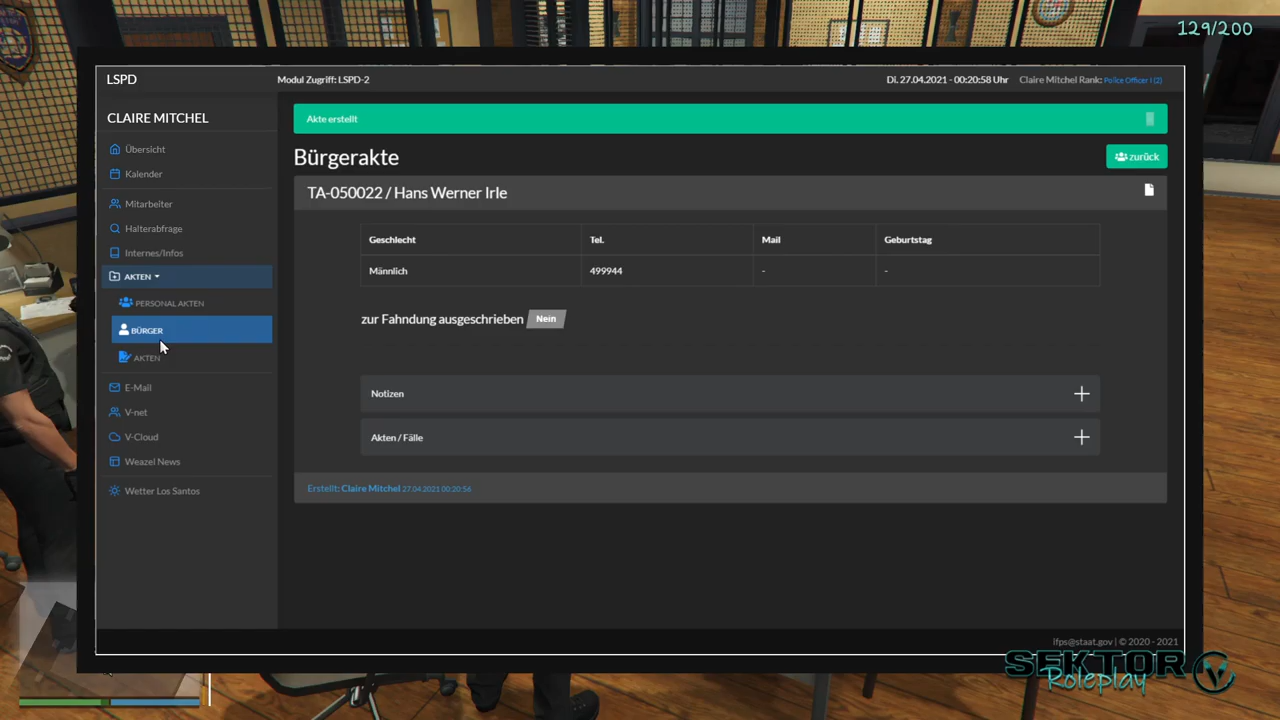 129/200
LSPD
Modul Zugriff: LSPD-2
Di. 27.04.2021 - 00:20:58 Uhr
Claire Mitchel Rank: Police Officer I (2)
CLAIRE MITCHEL
Übersicht
Kalender
Mitarbeiter
Halterabfrage
Internes/Infos
AKTEN
PERSONAL AKTEN
BÜRGER
AKTEN
E-Mail
V-net
V-Cloud
Weazel News
Wetter Los Santos
Akte erstellt
Bürgerakte
zurück
TA-050022 / Hans Werner Irle
Geschlecht Tel. Mail Geburtstag
Männlich 499944 - -
zur Fahndung ausgeschrieben Nein
Notizen
Akten / Fälle
Erstellt: Claire Mitchel 27.04.2021 00:20:56
lfps@staat.gov | © 2020 - 2021
SEKTOR V
Roleplay